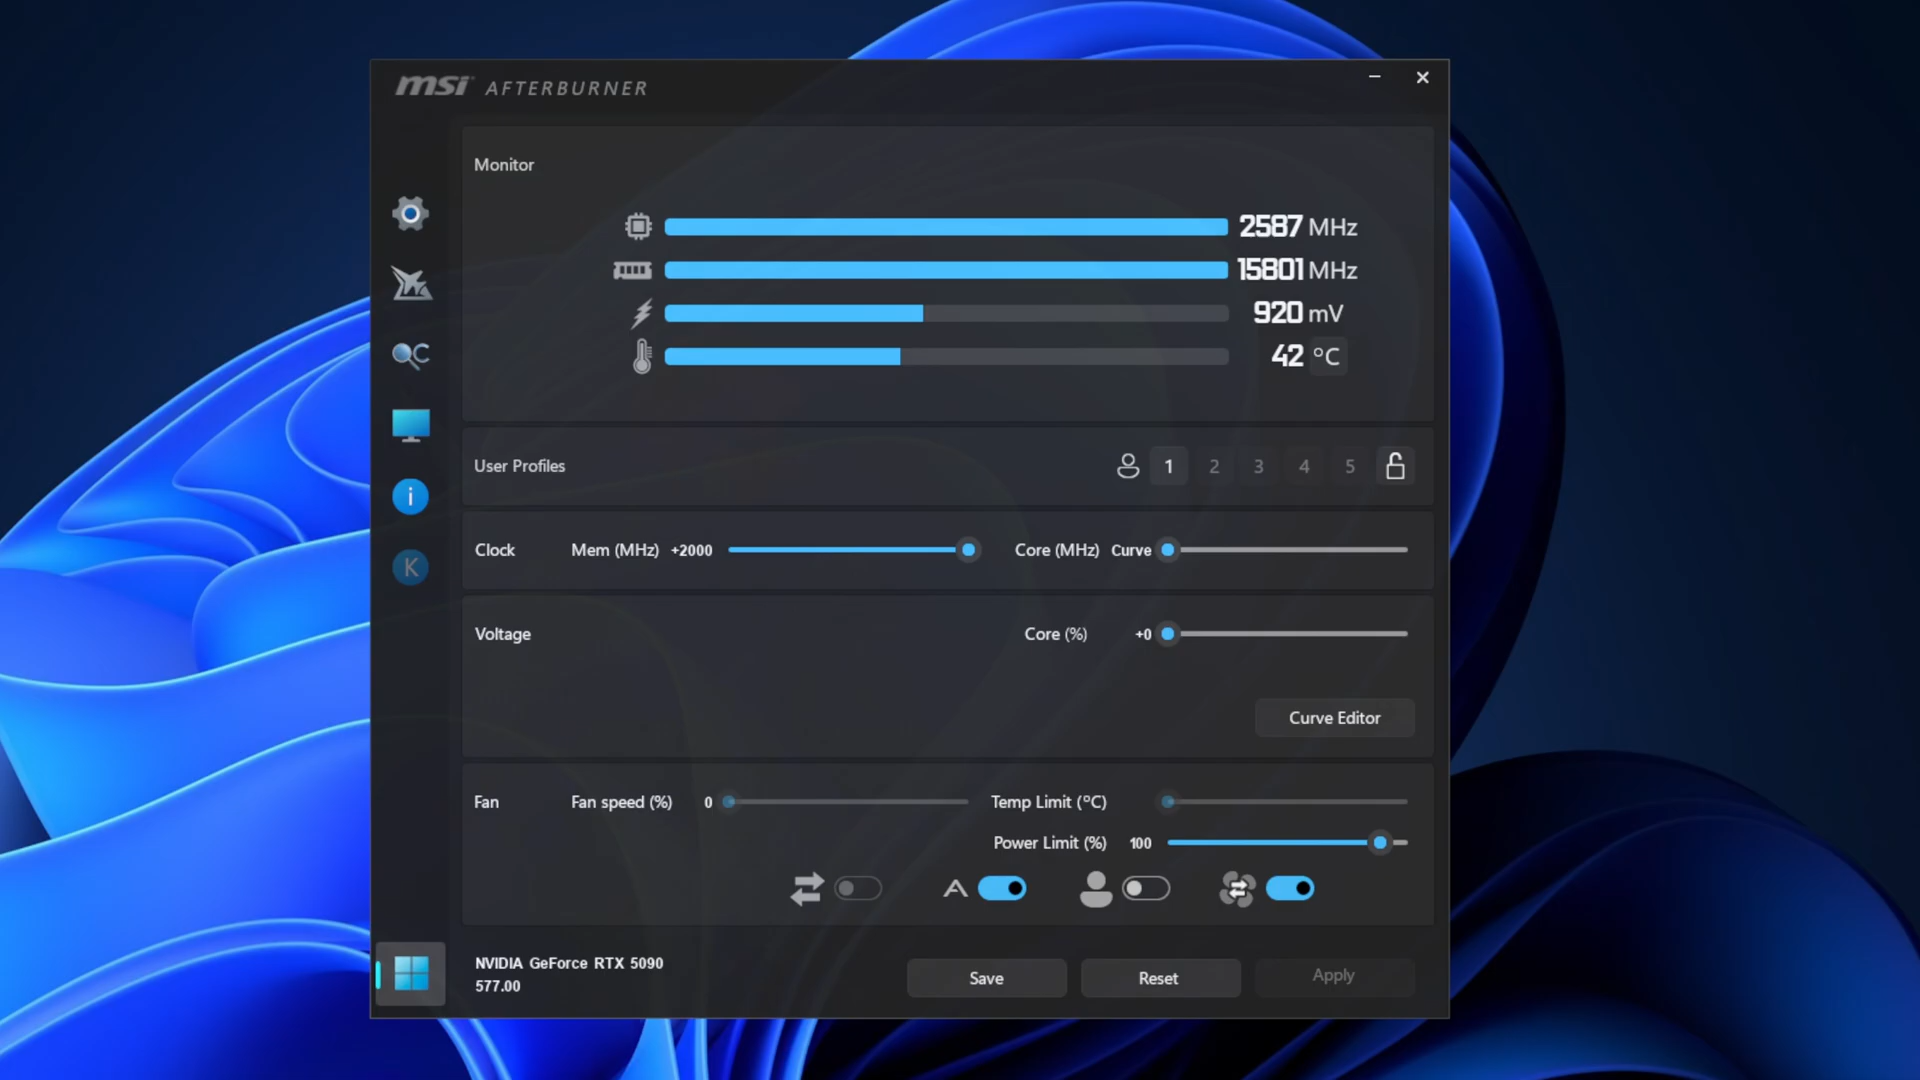 msi AFTERBURNER
Monitor
2587 MHz
15801 MHz
920 mV
42 °C
User Profiles 1 2 3 4 5
Clock Mem (MHz) +2000 Core (MHz) Curve
Voltage Core (%) +0
Curve Editor
Fan Fan speed (%) 0 Temp Limit (°C)
Power Limit (%) 100
A
NVIDIA GeForce RTX 5090
577.00
Save Reset Apply
C
i
K